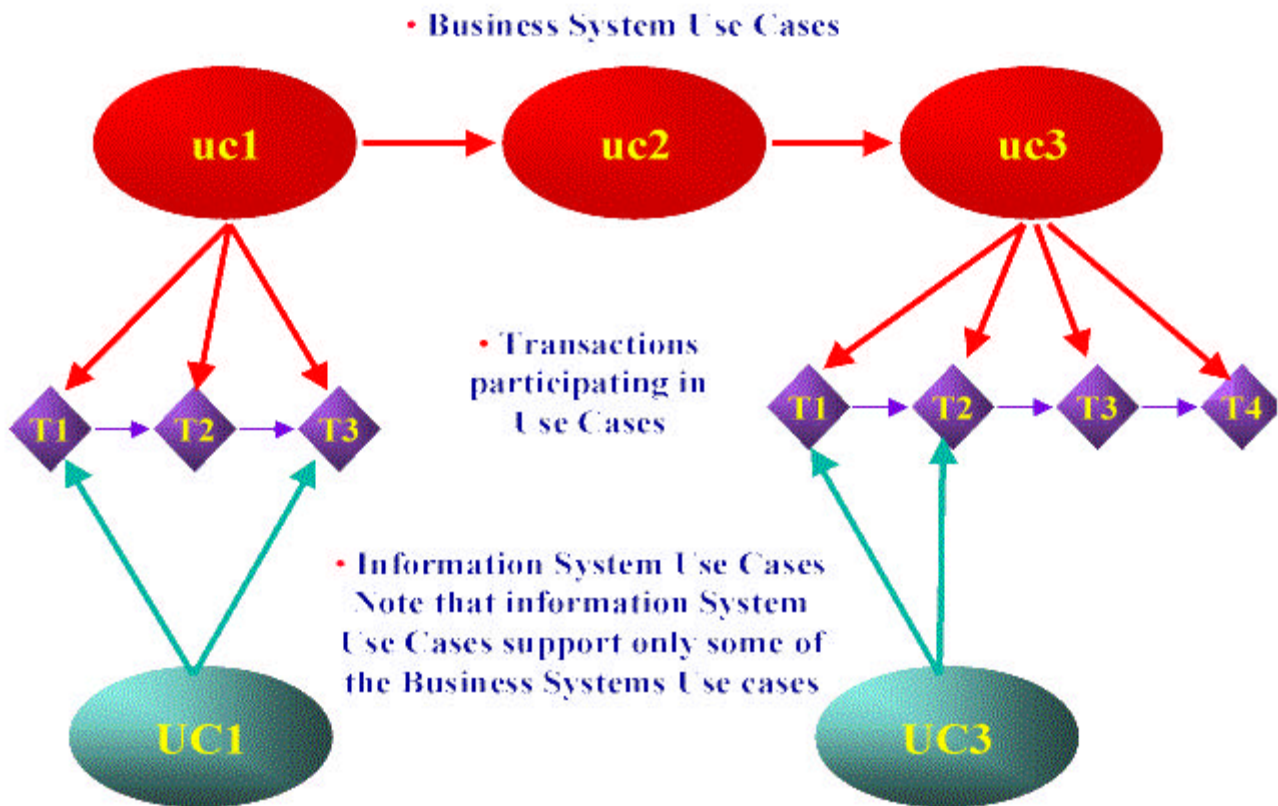 • Business System Use Cases
uc1
uc2
uc3
• Transactions
participating in
Use Cases
T1
T2
T3
T1
T2
T3
T4
• Information System Use Cases
Note that information System
Use Cases support only some of
the Business Systems Use cases
UC1
UC3